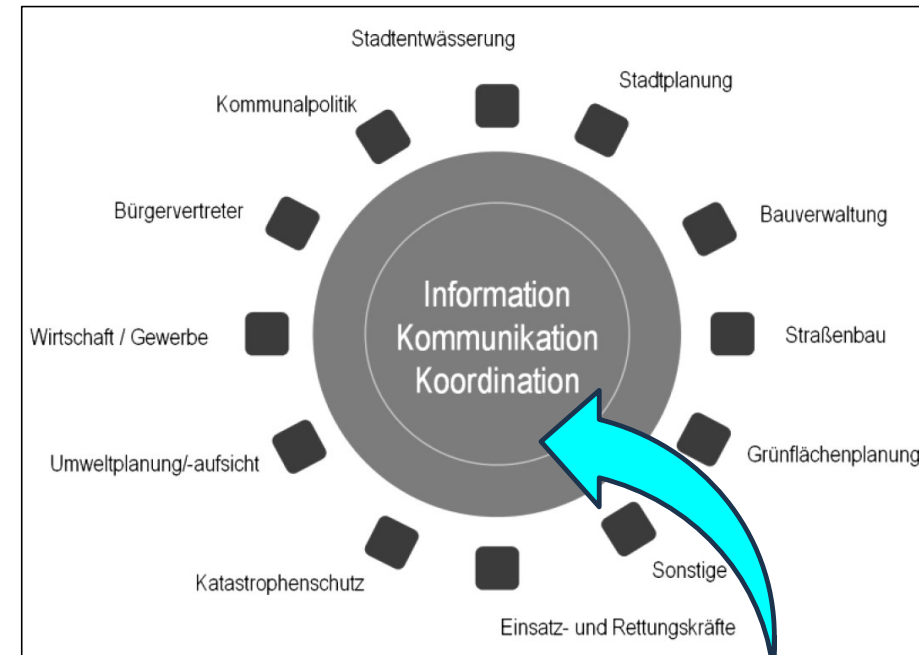 Stadtentwässerung
Stadtplanung
Kommunalpolitik
Bürgervertreter
Bauverwaltung
Information
Kommunikation
Koordination
Wirtschaft / Gewerbe
Straßenbau
Umweltplanung/-aufsicht
Grünflächenplanung
Katastrophenschutz
Sonstige
Einsatz- und Rettungskräfte